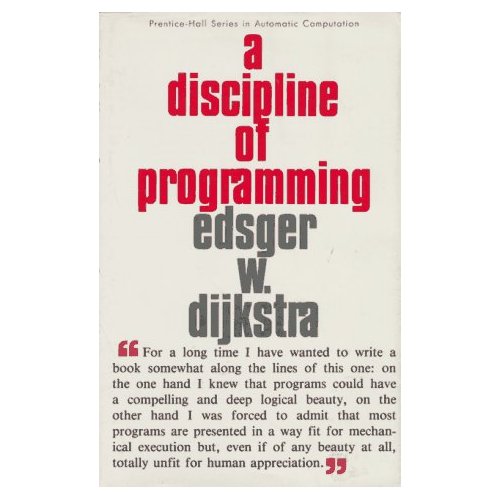 Prentice-Hall Series in Automatic Computation
a
discipline
of
programming
edsger
w.
dijkstra
“For a long time I have wanted to write a
book somewhat along the lines of this one: on
the one hand I knew that programs could have
a compelling and deep logical beauty, on the
other hand I was forced to admit that most
programs are presented in a way fit for mechan-
ical execution but, even if of any beauty at all,
totally unfit for human appreciation.”